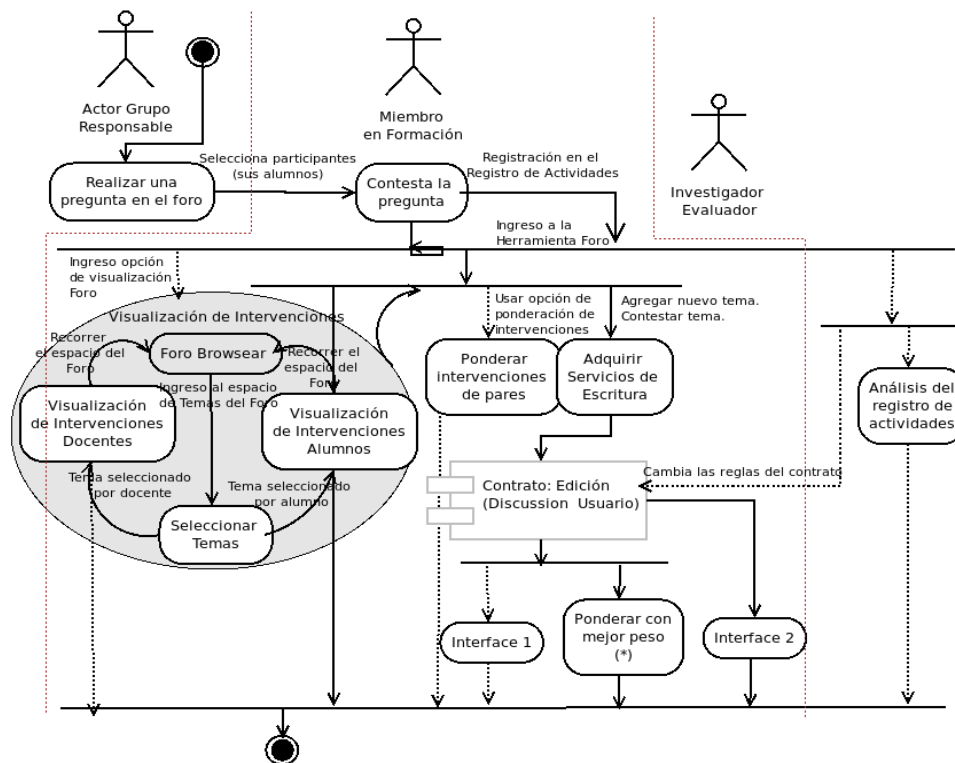 Actor Grupo
Responsable
Miembro
en Formación
Investigador
Evaluador
Realizar una
pregunta en el foro
Selecciona participantes
(sus alumnos)
Contesta la
pregunta
Registración en el
Registro de Actividades
Ingreso a la
Herramienta Foro
Ingreso opción
de visualización
Foro
Visualización de Intervenciones
Recorrer
el espacio del
Foro
Foro Browsear
Recorrer el
espacio del
Foro
Ingreso al espacio
de Temas del Foro
Visualización
de Intervenciones
Docentes
Visualización
de Intervenciones
Alumnos
Tema seleccionado
por docente
Tema seleccionado
por alumno
Seleccionar
Temas
Usar opción de
ponderación de
intervenciones
Agregar nuevo tema.
Contestar tema.
Ponderar
intervenciones
de pares
Adquirir
Servicios de
Escritura
Análisis del
registro de
actividades
Cambia las reglas del contrato
Contrato: Edición
(Discussion Usuario)
Interface 1
Ponderar con
mejor peso
(*)
Interface 2